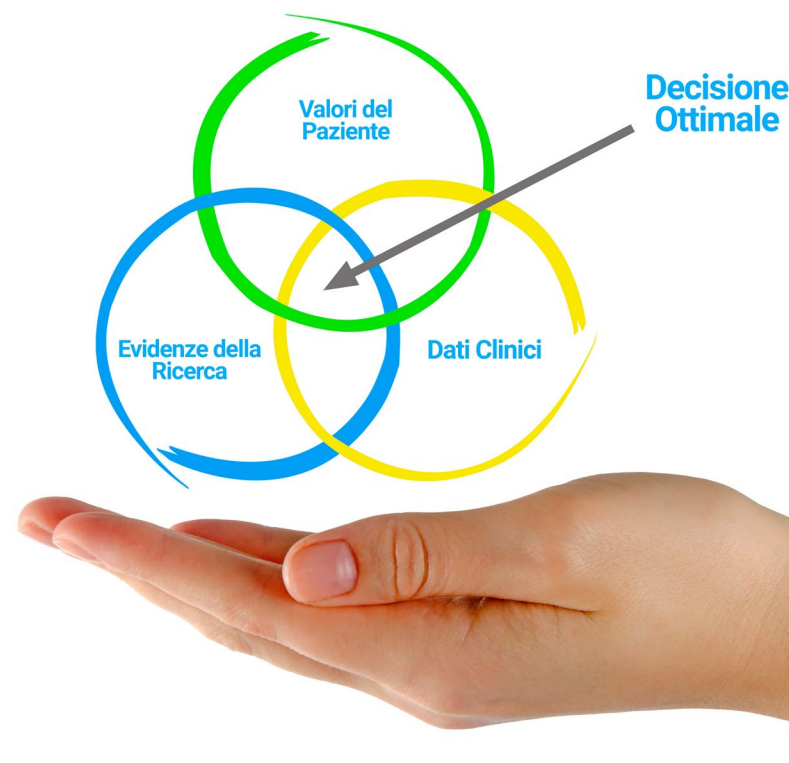 Valori del
Paziente
Decisione
Ottimale
Evidenze della
Ricerca
Dati Clinici